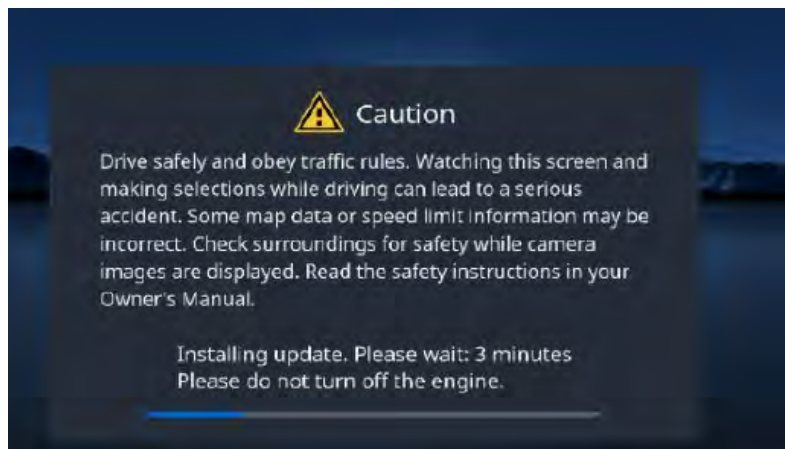 Caution
Drive safely and obey traffic rules. Watching this screen and
making selections while driving can lead to a serious
accident. Some map data or speed limit information may be
incorrect. Check surroundings for safety while camera
images are displayed. Read the safety instructions in your
Owner's Manual.
Installing update. Please wait: 3 minutes
Please do not turn off the engine.